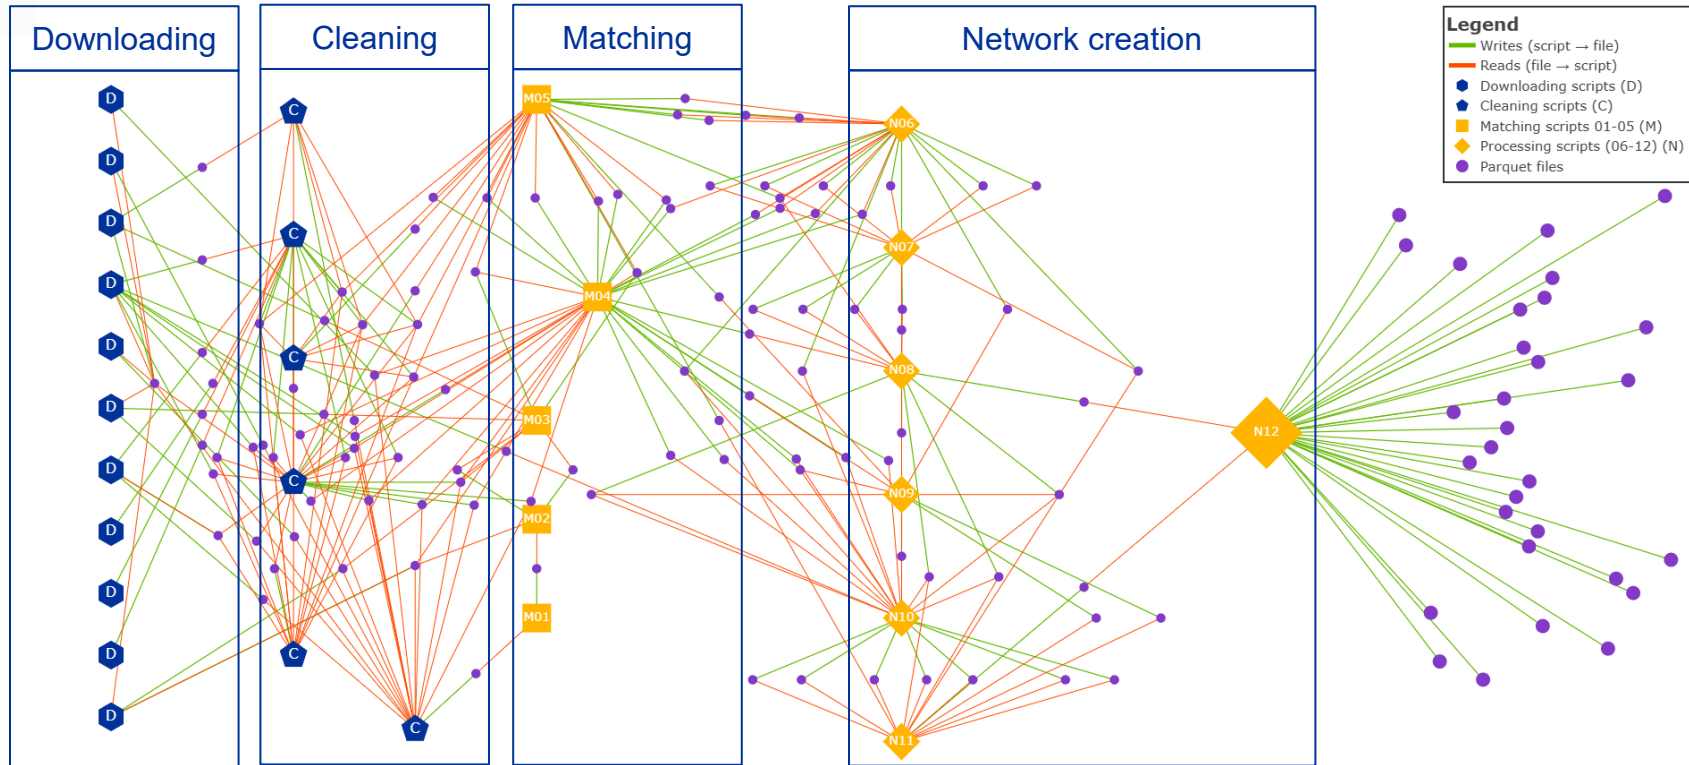 Downloading
Cleaning
Matching
Network creation
Legend
Writes (script → file)
Reads (file → script)
Downloading scripts (D)
Cleaning scripts (C)
Matching scripts 01-05 (M)
Processing scripts (06-12) (N)
Parquet files
D
D
D
D
D
D
D
D
D
D
D
C
C
C
C
C
C
M05
M04
M03
M02
M01
N06
N07
N08
N09
N10
N11
N12